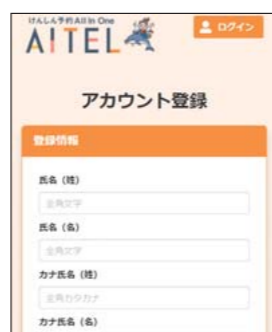 けんしん予約All In One
AITEL
ログイン
アカウント登録
登録情報
氏名（姓）
全角文字
氏名（名）
全角文字
カナ氏名（姓）
全角カタカナ
カナ氏名（名）